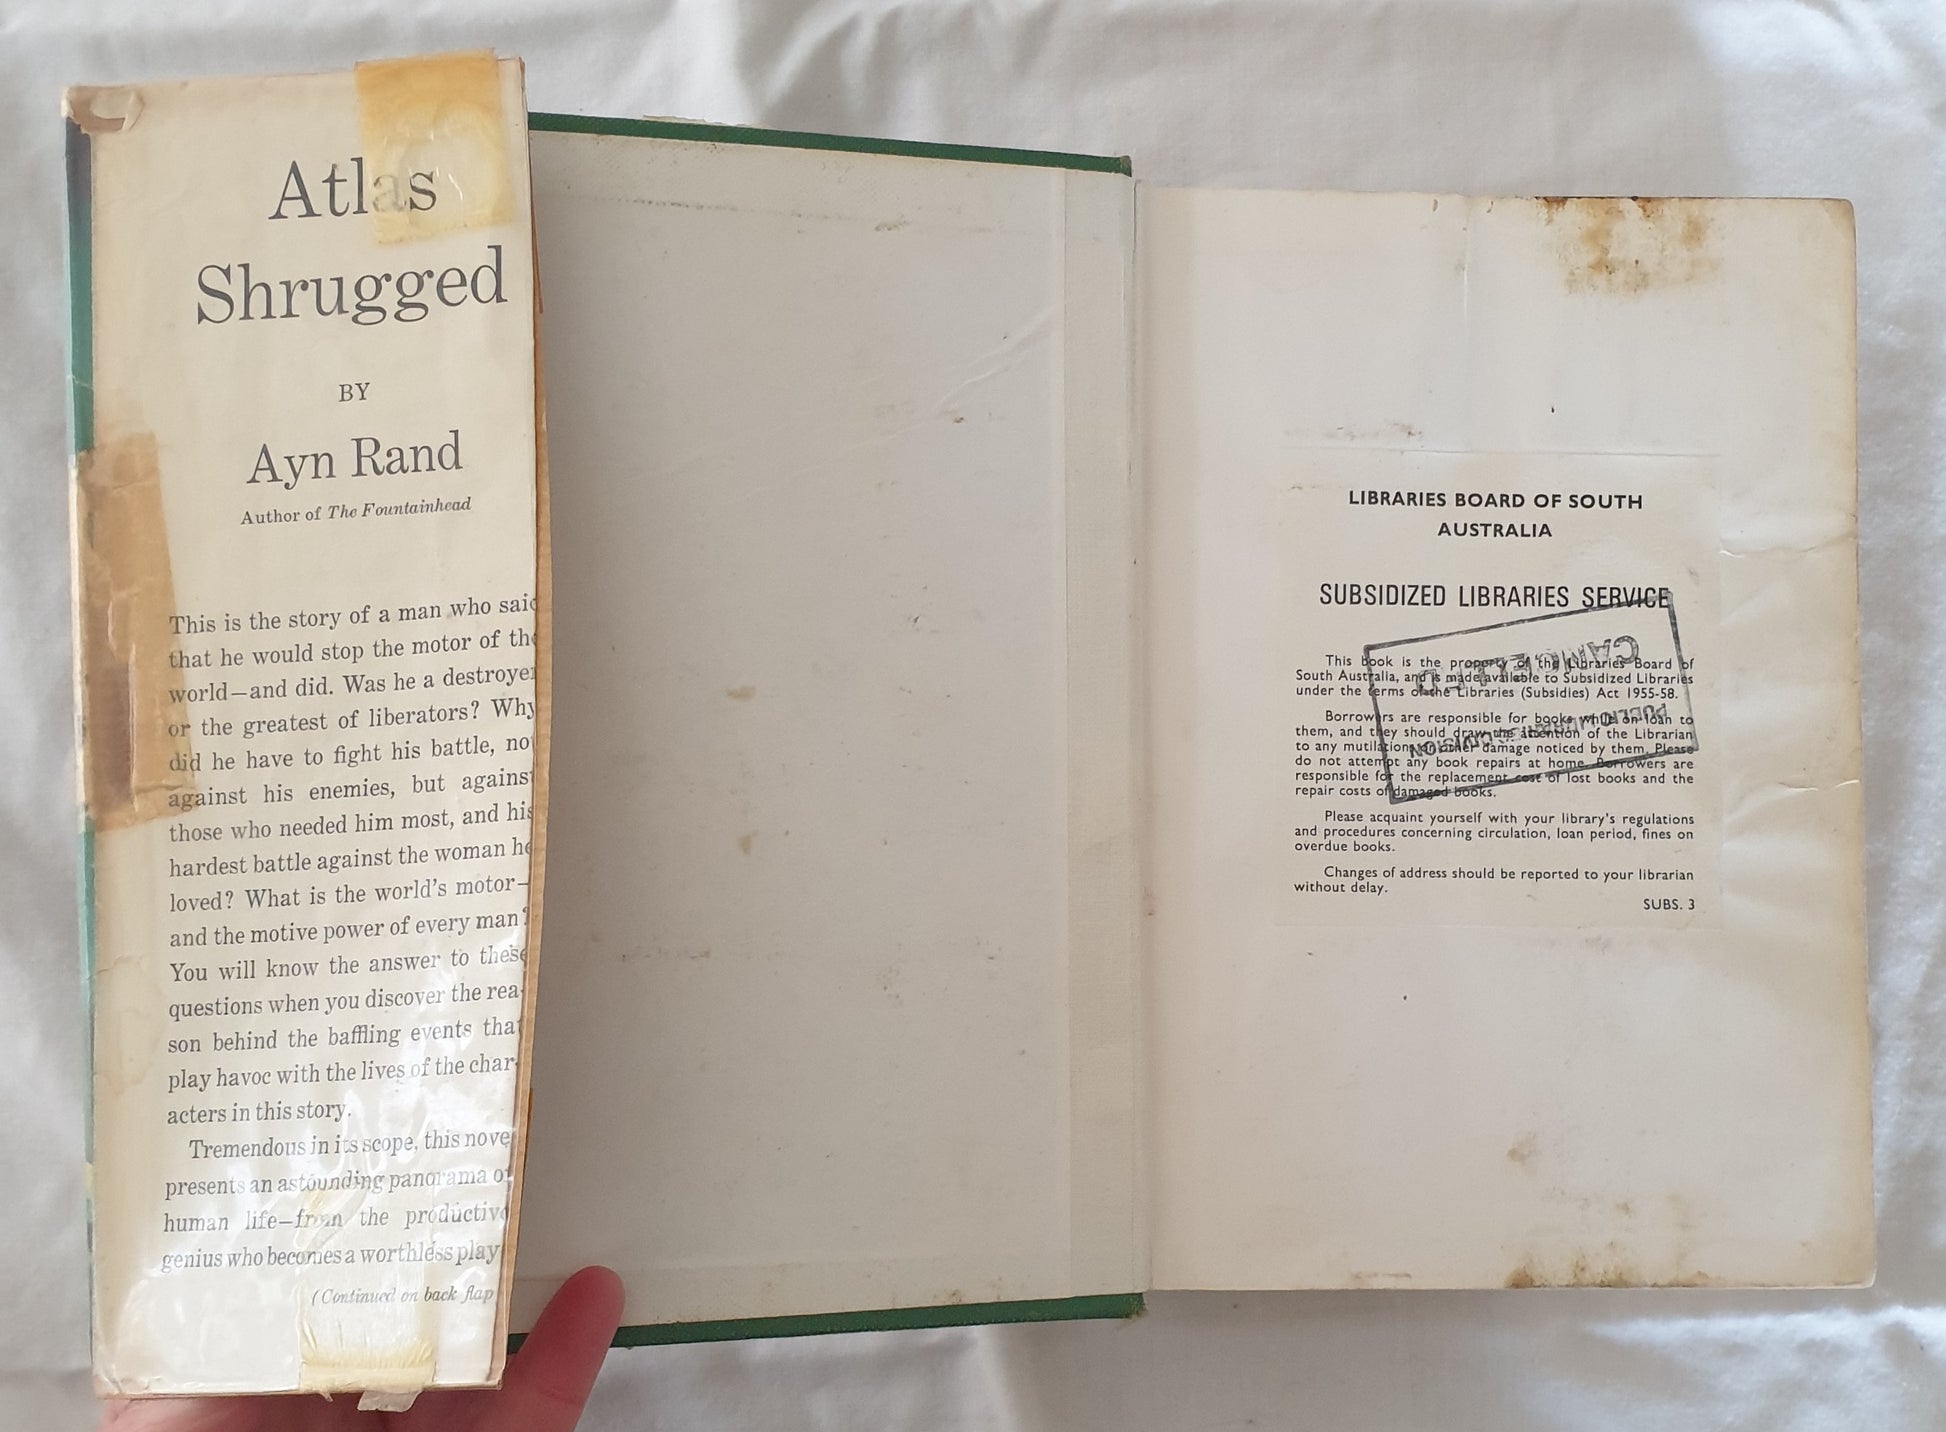 Atlas
Shrugged
BY
Ayn Rand
Author of The Fountainhead
This is the story of a man who said
that he would stop the motor of the
world—and did. Was he a destroyer
or the greatest of liberators? Why
did he have to fight his battle, not
against his enemies, but against
those who needed him most, and his
hardest battle against the woman he
loved? What is the world's motor—
and the motive power of every man?
You will know the answer to these
questions when you discover the rea-
son behind the baffling events that
play havoc with the lives of the char-
acters in this story.
Tremendous in its scope, this novel
presents an astounding panorama of
human life—from the productive
genius who becomes a worthless play-
(Continued on back flap
LIBRARIES BOARD OF SOUTH
AUSTRALIA
SUBSIDIZED LIBRARIES SERVICE
This book is the property of the Libraries Board of
South Australia, and is made available to Subsidized Libraries
under the terms of the Libraries (Subsidies) Act 1955-58.
Borrowers are responsible for books while on loan to
them, and they should draw the attention of the Librarian
to any mutilations or other damage noticed by them. Please
do not attempt any book repairs at home. Borrowers are
responsible for the replacement cost of lost books and the
repair costs of damaged books.
Please acquaint yourself with your library's regulations
and procedures concerning circulation, loan period, fines on
overdue books.
Changes of address should be reported to your librarian
without delay.
SUBS. 3
CANCELLED
PUBLIC LIBRARIES DIVISION